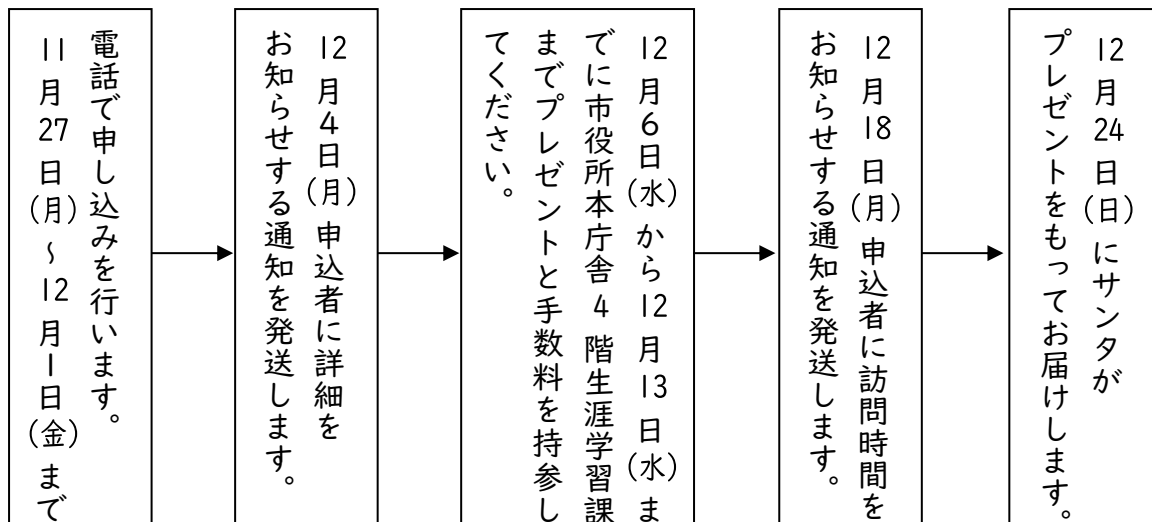 電話で申し込みを行います。
11月27日(月)~12月1日(金)まで
12月4日(月)申込者に詳細を
お知らせする通知を発送します。
12月6日(水)から12月13日(水)ま
でに市役所本庁舎4階生涯学習課
までプレゼントと手数料を持参し
てください。
12月18日(月)申込者に訪問時間を
お知らせする通知を発送します。
12月24日(日)にサンタが
プレゼントをもってお届けします。